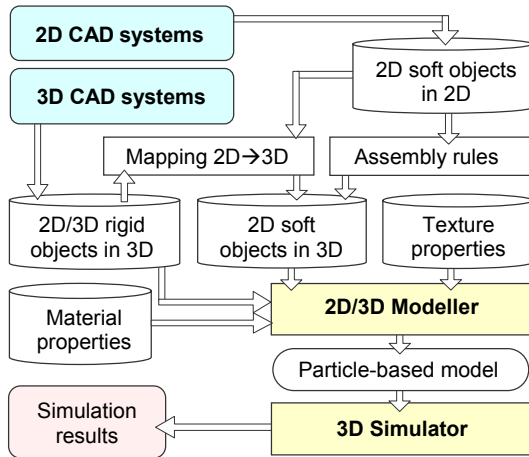 2D CAD systems
2D soft objects
in 2D
3D CAD systems
Mapping 2D→3D
Assembly rules
2D/3D rigid
objects in 3D
2D soft
objects in 3D
Texture
properties
Material
properties
2D/3D Modeller
Particle-based model
Simulation
results
3D Simulator